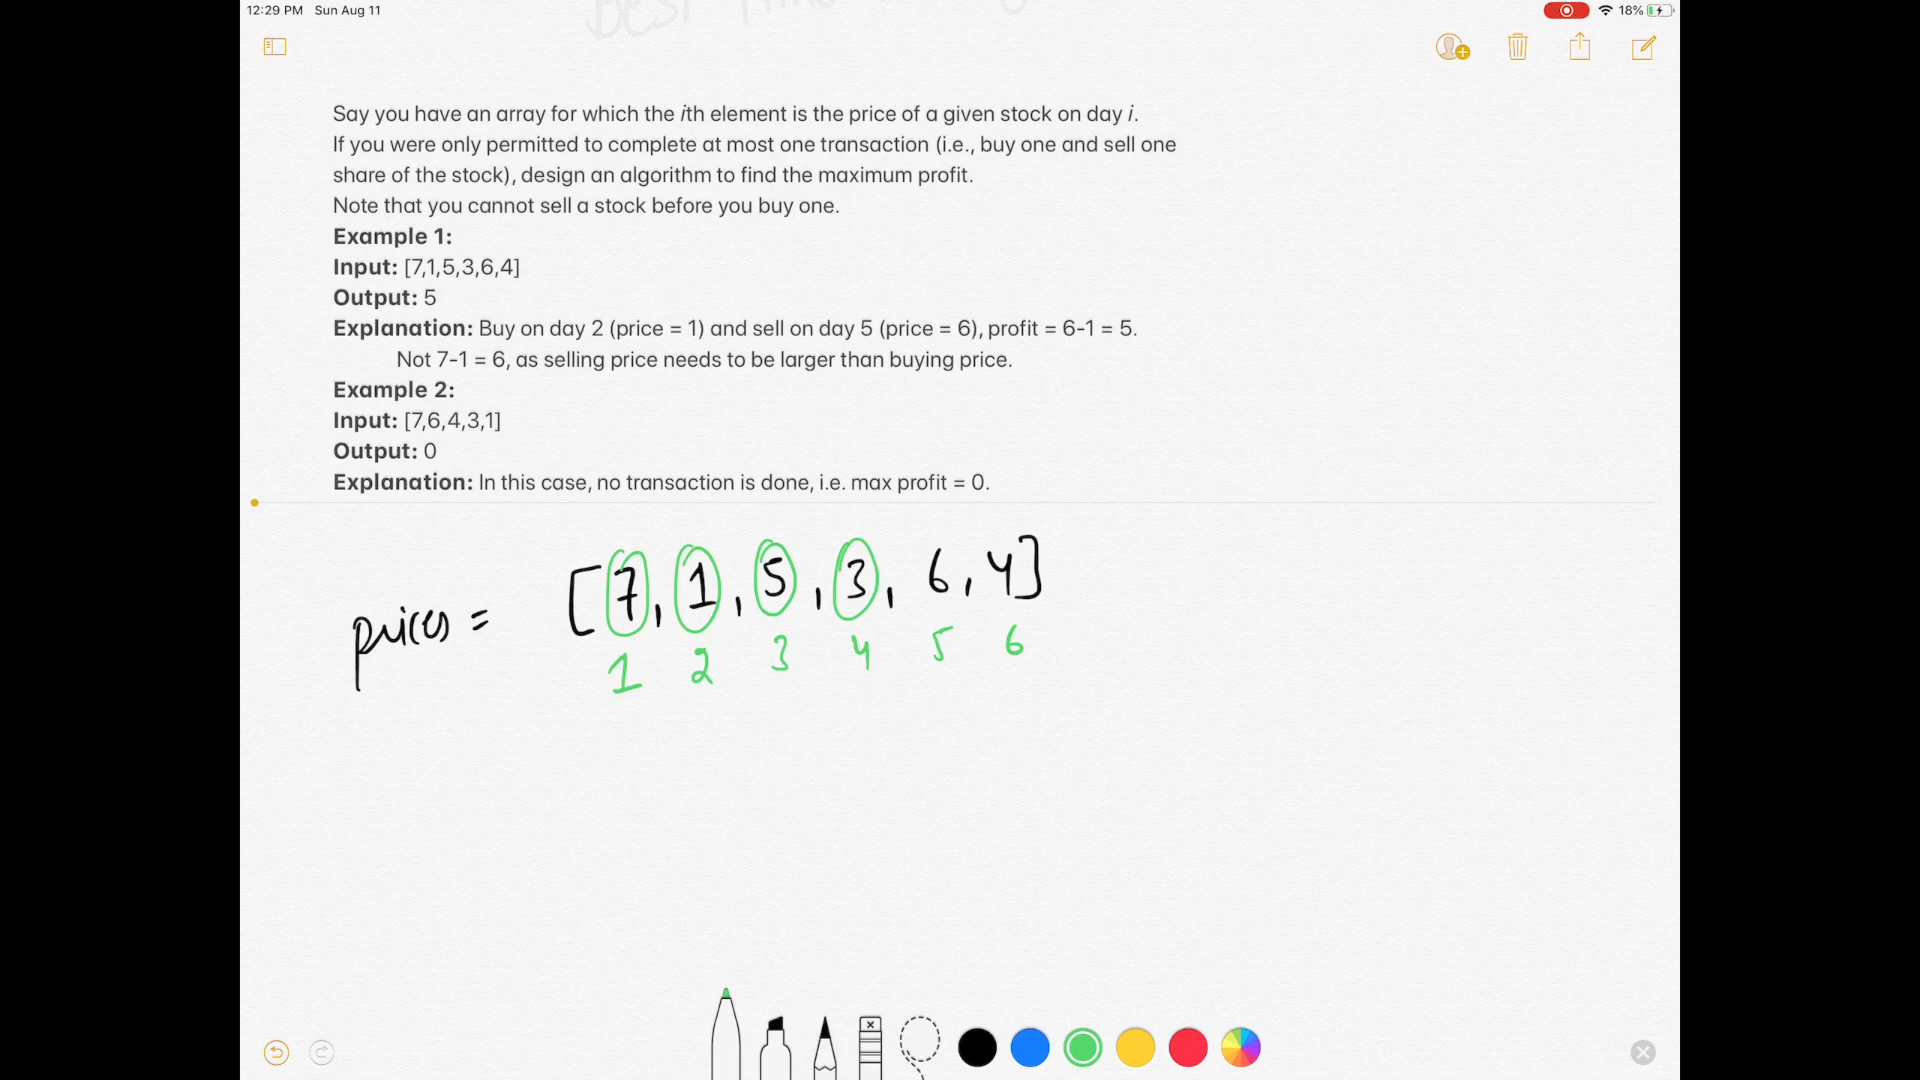 12:29 PM Sun Aug 11
18%
Say you have an array for which the ith element is the price of a given stock on day i.
If you were only permitted to complete at most one transaction (i.e., buy one and sell one
share of the stock), design an algorithm to find the maximum profit.
Note that you cannot sell a stock before you buy one.
Example 1:
Input: [7,1,5,3,6,4]
Output: 5
Explanation: Buy on day 2 (price = 1) and sell on day 5 (price = 6), profit = 6-1 = 5.
Not 7-1 = 6, as selling price needs to be larger than buying price.
Example 2:
Input: [7,6,4,3,1]
Output: 0
Explanation: In this case, no transaction is done, i.e. max profit = 0.
prices = [7, 1, 5, 3, 6, 4]
1 2 3 4 5 6